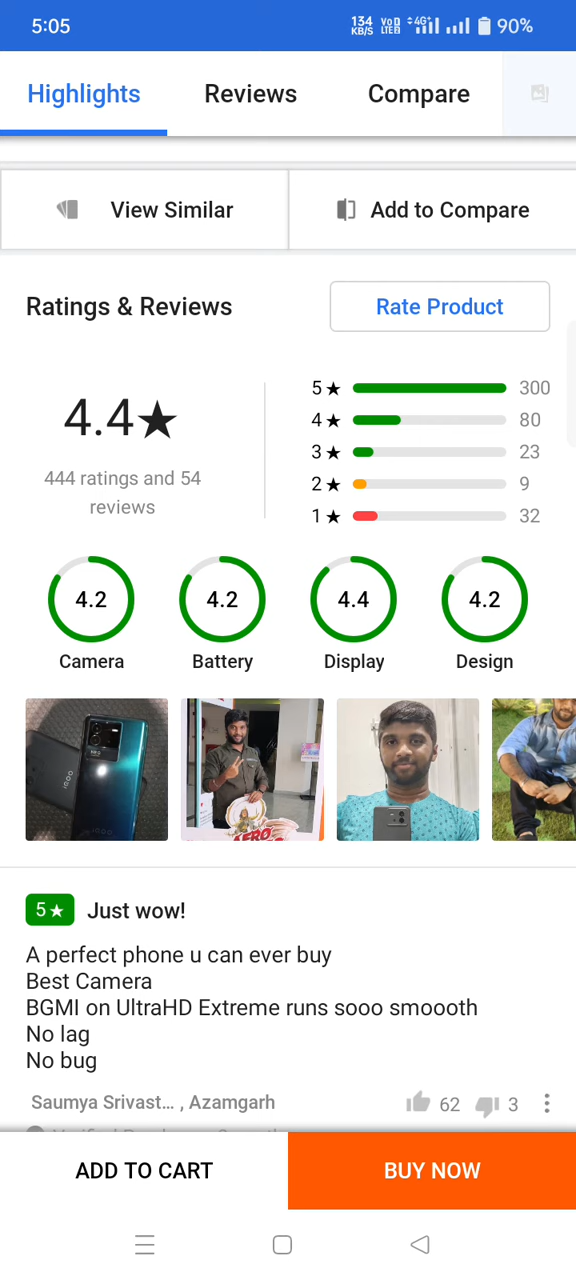 5:05
134
KB/S
Vo))
LTE
4G+
90%
Highlights
Reviews
Compare
View Similar
Add to Compare
Ratings & Reviews
Rate Product
4.4★
444 ratings and 54
reviews
5★ 300
4★ 80
3★ 23
2★ 9
1★ 32
4.2
4.2
4.4
4.2
Camera
Battery
Display
Design
iQOO
iQOO
5★ Just wow!
A perfect phone u can ever buy
Best Camera
BGMI on UltraHD Extreme runs sooo smoooth
No lag
No bug
Saumya Srivast... , Azamgarh
62
3
ADD TO CART
BUY NOW